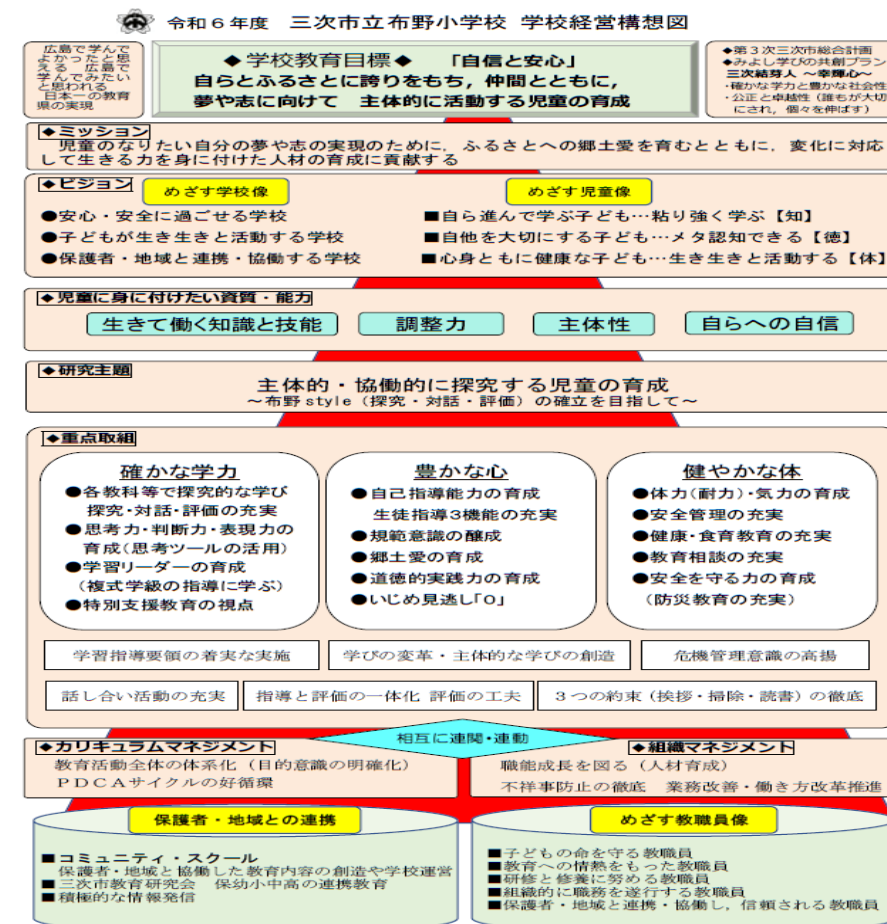 令和６年度 三次市立布野小学校 学校経営構想図
広島で学んで
よかったと思
える 広島で
学んでみたい
と思われる
日本一の教育
県の実現
◆学校教育目標◆ 「自信と安心」
自らとふるさとに誇りをもち，仲間とともに，
夢や志に向けて 主体的に活動する児童の育成
◆第３次三次市総合計画
◆みよし学びの共創プラン
三次結芽人 ～幸輝心～
・確かな学力と豊かな社会性
・公正と卓越性（誰もが大切
にされ，個々を伸ばす）
◆ミッション
児童のなりたい自分の夢や志の実現のために，ふるさとへの郷土愛を育むとともに，変化に対応
して生きる力を身に付けた人材の育成に貢献する
◆ビジョン
めざす学校像
●安心・安全に過ごせる学校
●子どもが生き生きと活動する学校
●保護者・地域と連携・協働する学校
めざす児童像
■自ら進んで学ぶ子ども…粘り強く学ぶ【知】
■自他を大切にする子ども…メタ認知できる【徳】
■心身ともに健康な子ども…生き生きと活動する【体】
◆児童に身に付けたい資質・能力
生きて働く知識と技能
調整力
主体性
自らへの自信
◆研究主題
主体的・協働的に探究する児童の育成
～布野style（探究・対話・評価）の確立を目指して～
◆重点取組
確かな学力
●各教科等で探究的な学び
探究・対話・評価の充実
●思考力・判断力・表現力の
育成（思考ツールの活用）
●学習リーダーの育成
（複式学級の指導に学ぶ）
●特別支援教育の視点
豊かな心
●自己指導能力の育成
生徒指導３機能の充実
●規範意識の醸成
●郷土愛の育成
●道徳的実践力の育成
●いじめ見逃し「０」
健やかな体
●体力（耐力）・気力の育成
●安全管理の充実
●健康・食育教育の充実
●教育相談の充実
●安全を守る力の育成
（防災教育の充実）
学習指導要領の着実な実施
学びの変革・主体的な学びの創造
危機管理意識の高揚
話し合い活動の充実
指導と評価の一体化 評価の工夫
３つの約束（挨拶・掃除・読書）の徹底
相互に連関・連動
◆カリキュラムマネジメント
教育活動全体の体系化（目的意識の明確化）
ＰＤＣＡサイクルの好循環
◆組織マネジメント
職能成長を図る（人材育成）
不祥事防止の徹底 業務改善・働き方改革推進
保護者・地域との連携
■コミュニティ・スクール
保護者・地域と協働した教育内容の創造や学校運営
■三次市教育研究会 保幼小中高の連携教育
■積極的な情報発信
めざす教職員像
■子どもの命を守る教職員
■教育への情熱をもった教職員
■研修と修養に努める教職員
■組織的に職務を遂行する教職員
■保護者・地域と連携・協働し，信頼される教職員